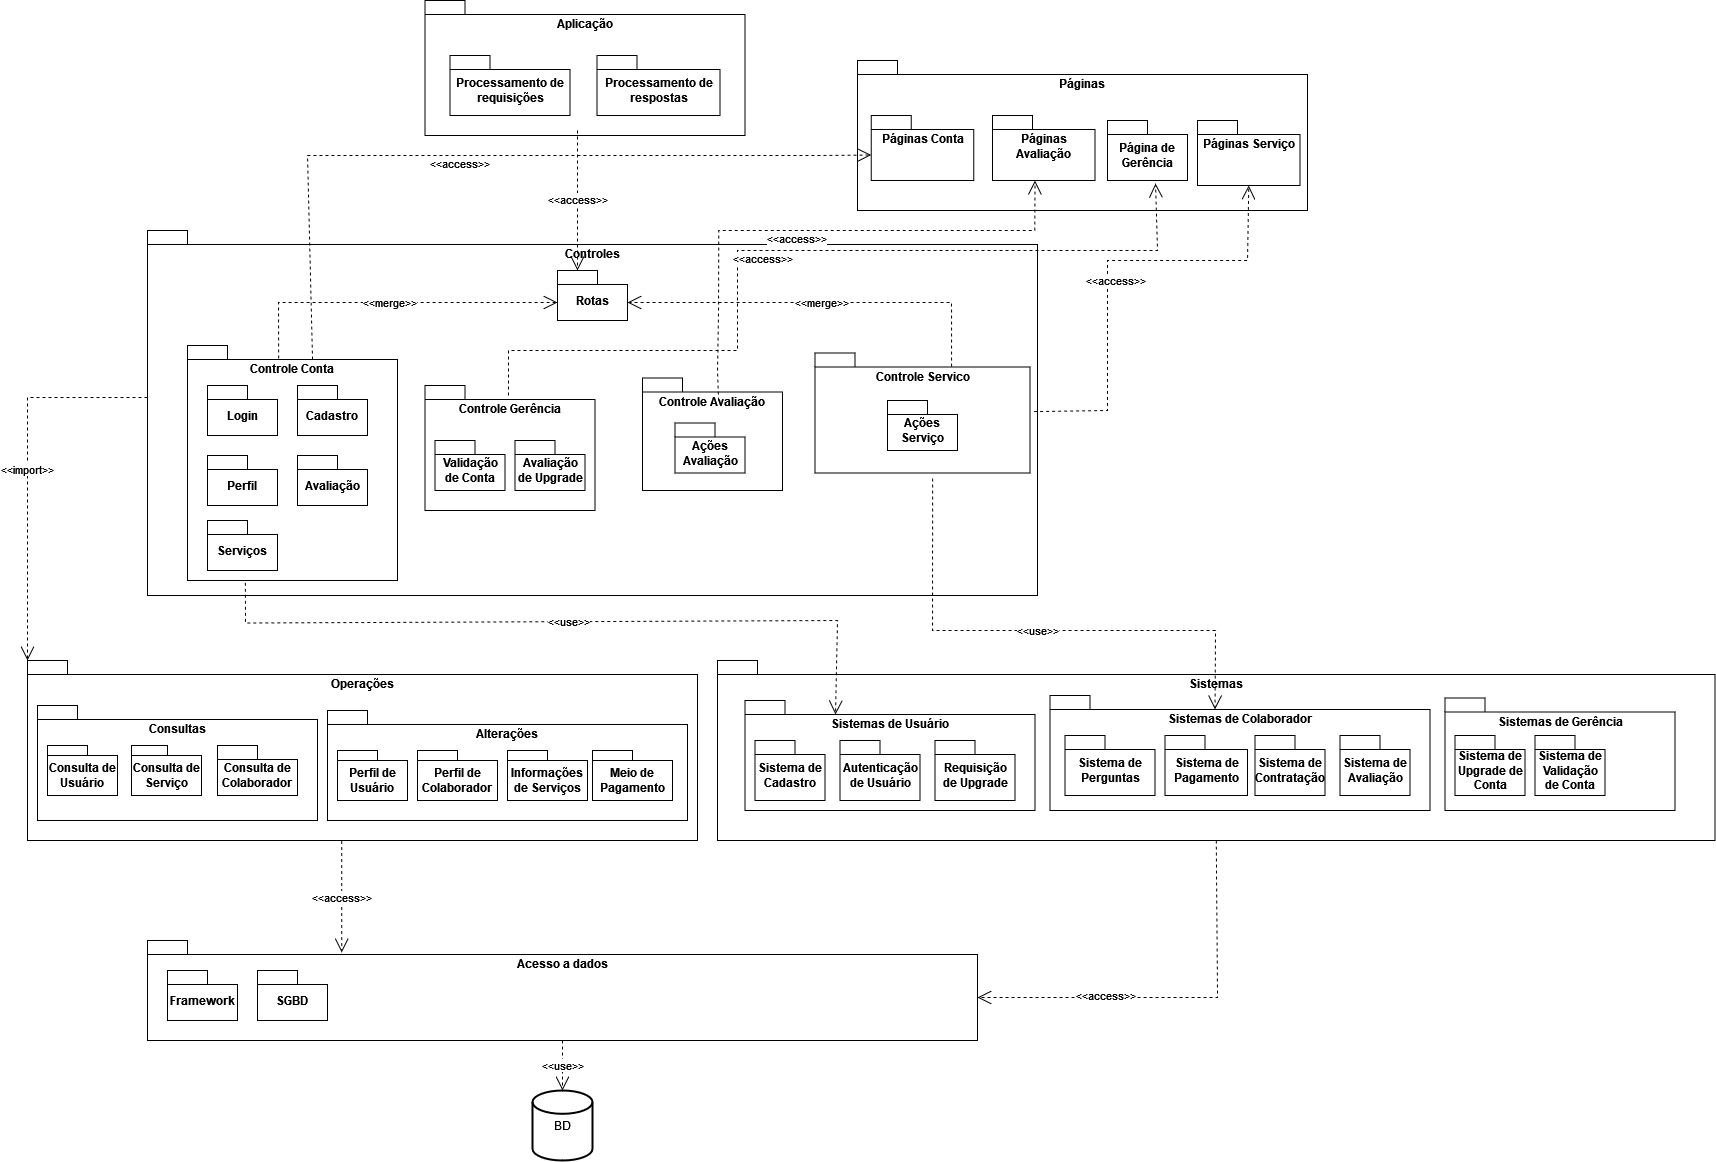 Aplicação
Processamento de
requisições
Processamento de
respostas
Páginas
Páginas Conta
Páginas
Avaliação
Página de
Gerência
Páginas Serviço
<<access>>
<<access>>
<<access>>
<<access>>
<<access>>
Controles
Rotas
<<merge>>
<<merge>>
Controle Conta
Login
Cadastro
Perfil
Avaliação
Serviços
Controle Gerência
Validação
de Conta
Avaliação
de Upgrade
Controle Avaliação
Ações
Avaliação
Controle Servico
Ações
Serviço
<<import>>
<<use>>
<<use>>
Operações
Consultas
Consulta de
Usuário
Consulta de
Serviço
Consulta de
Colaborador
Alterações
Perfil de
Usuário
Perfil de
Colaborador
Informações
de Serviços
Meio de
Pagamento
Sistemas
Sistemas de Usuário
Sistema de
Cadastro
Autenticação
de Usuário
Requisição
de Upgrade
Sistemas de Colaborador
Sistema de
Perguntas
Sistema de
Pagamento
Sistema de
Contratação
Sistema de
Avaliação
Sistemas de Gerência
Sistema de
Upgrade de
Conta
Sistema de
Validação
de Conta
<<access>>
<<access>>
Acesso a dados
Framework
SGBD
<<use>>
BD